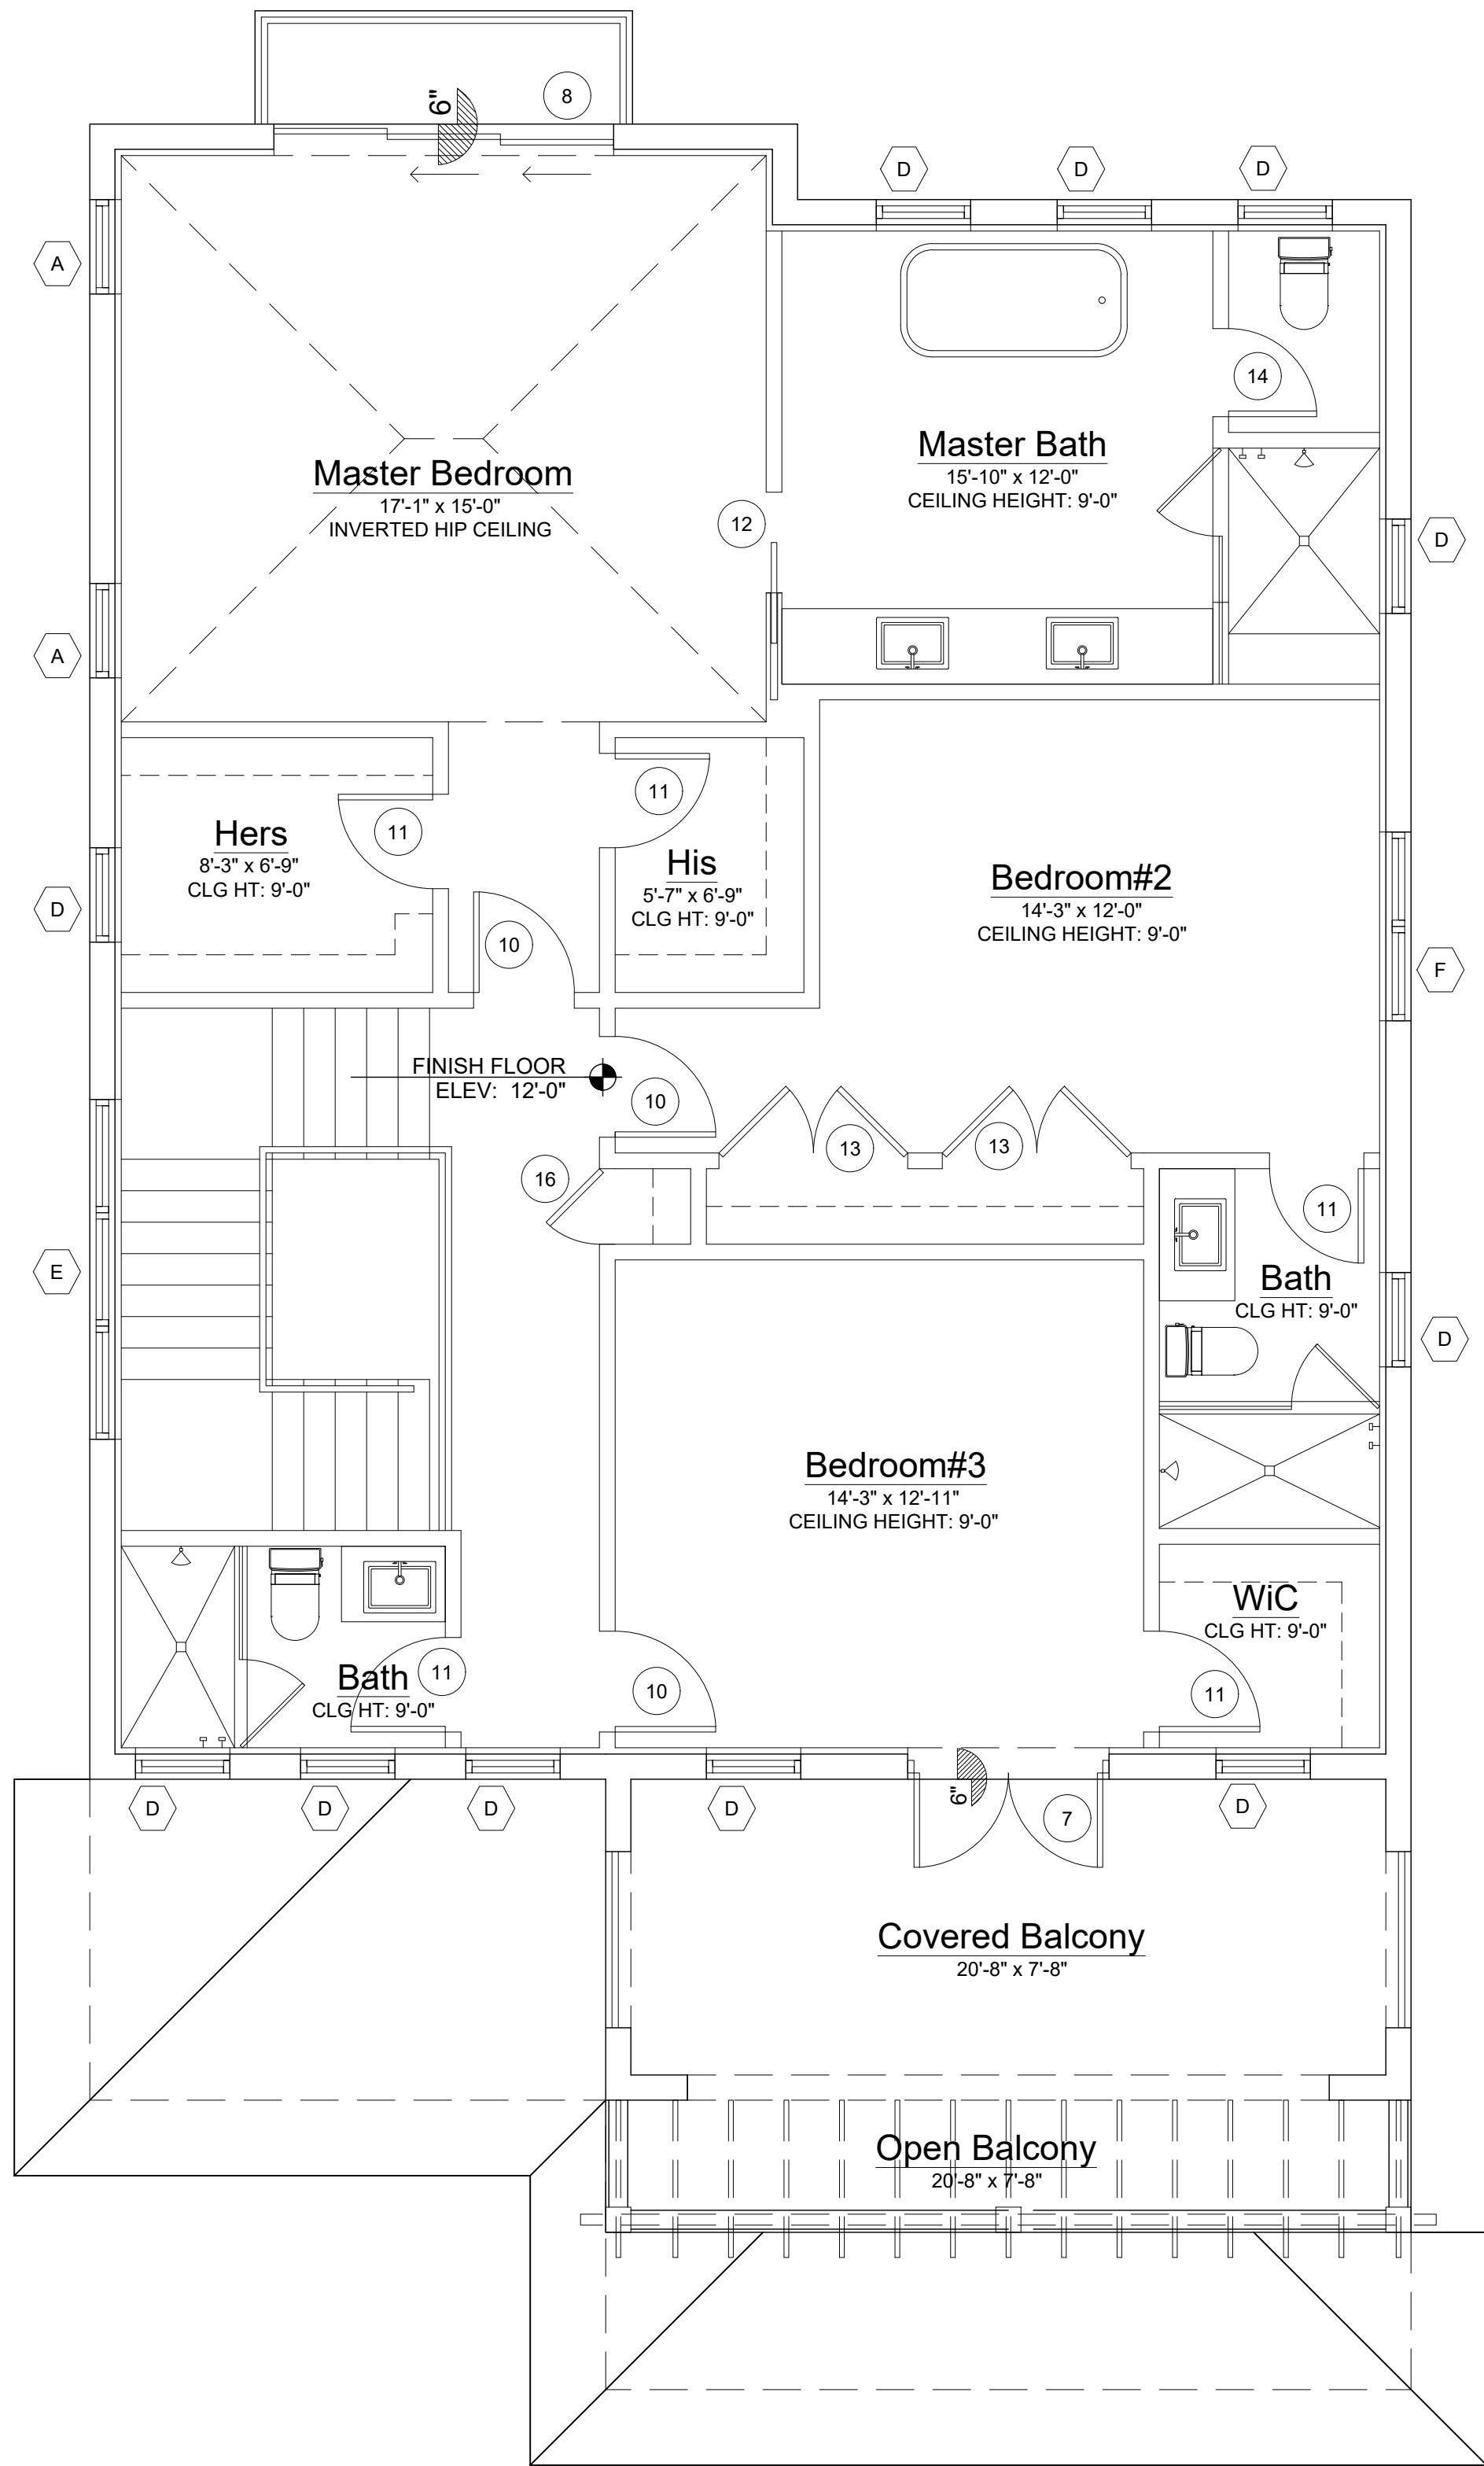 6"
8
D
D
D
A
14
Master Bath
15'-10" x 12'-0"
CEILING HEIGHT: 9'-0"
Master Bedroom
17'-1" x 15'-0"
INVERTED HIP CEILING
12
D
A
11
11
Hers
8'-3" x 6'-9"
CLG HT: 9'-0"
His
5'-7" x 6'-9"
CLG HT: 9'-0"
Bedroom#2
14'-3" x 12'-0"
CEILING HEIGHT: 9'-0"
D
10
F
FINISH FLOOR
ELEV: 12'-0"
10
13
13
16
11
E
Bath
CLG HT: 9'-0"
D
Bedroom#3
14'-3" x 12'-11"
CEILING HEIGHT: 9'-0"
WiC
CLG HT: 9'-0"
Bath
CLG HT: 9'-0"
11
10
11
D
D
D
D
6"
7
D
Covered Balcony
20'-8" x 7'-8"
Open Balcony
20'-8" x 7'-8"